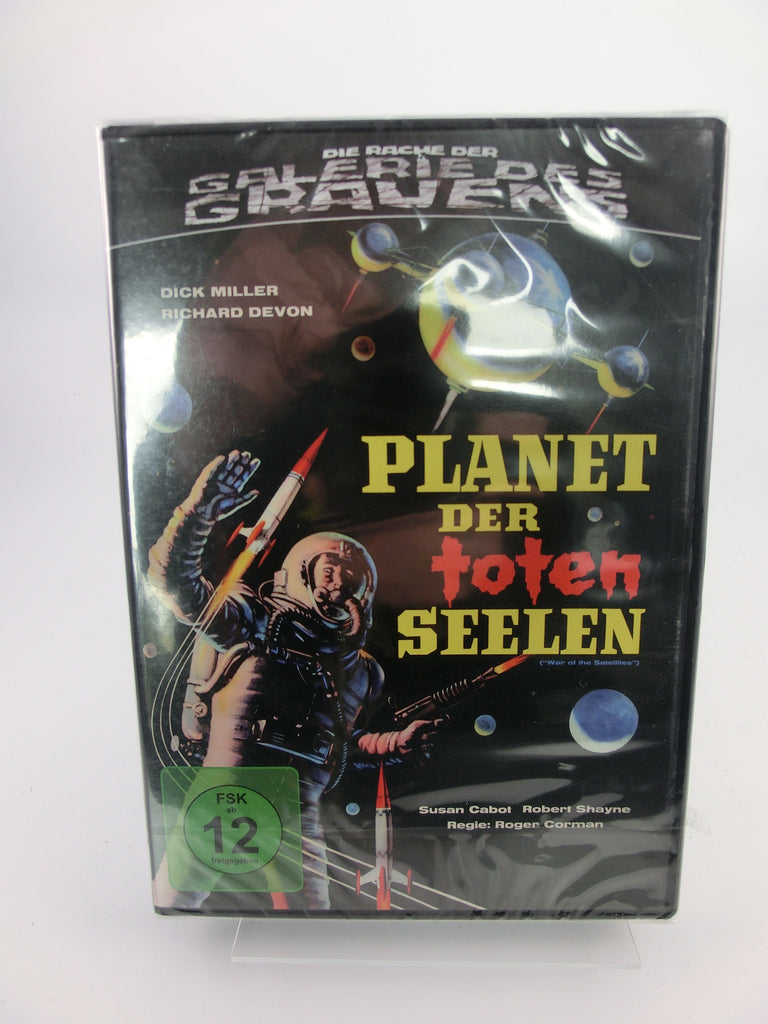 DIE RACHE DER
GALERIE DES
GRAUENS
DICK MILLER
RICHARD DEVON
PLANET
DER
toten
SEELEN
("War of the Satellites")
Susan Cabot Robert Shayne
Regie: Roger Corman
FSK
ab
12
freigegeben